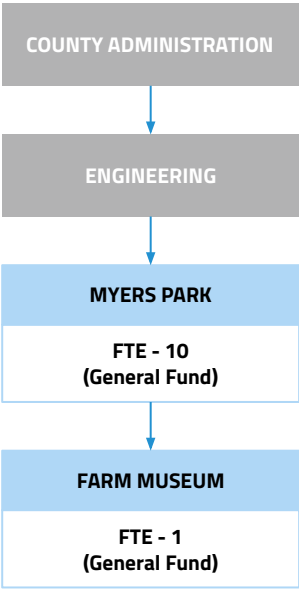 COUNTY ADMINISTRATION
ENGINEERING
MYERS PARK
FTE - 10
(General Fund)
FARM MUSEUM
FTE - 1
(General Fund)